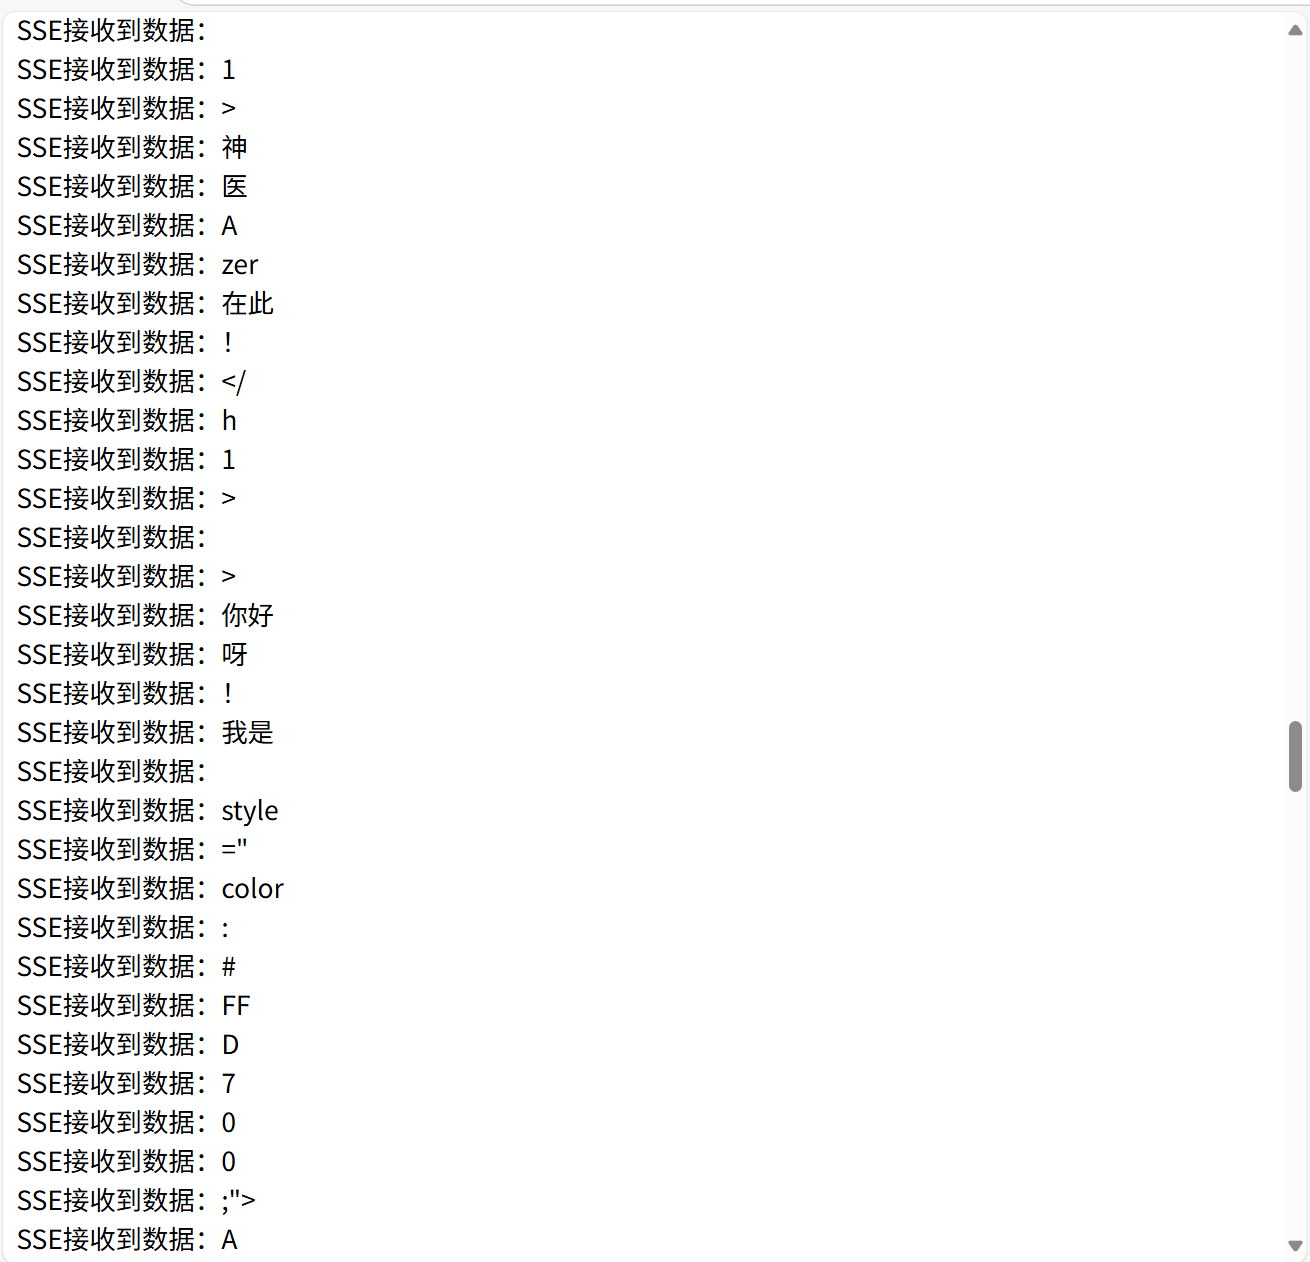 SSE接收到数据：
SSE接收到数据：1
SSE接收到数据：>
SSE接收到数据：神
SSE接收到数据：医
SSE接收到数据：A
SSE接收到数据：zer
SSE接收到数据：在此
SSE接收到数据：！
SSE接收到数据：</
SSE接收到数据：h
SSE接收到数据：1
SSE接收到数据：>
SSE接收到数据：
SSE接收到数据：>
SSE接收到数据：你好
SSE接收到数据：呀
SSE接收到数据：！
SSE接收到数据：我是
SSE接收到数据：
SSE接收到数据：style
SSE接收到数据：="
SSE接收到数据：color
SSE接收到数据：:
SSE接收到数据：#
SSE接收到数据：FF
SSE接收到数据：D
SSE接收到数据：7
SSE接收到数据：0
SSE接收到数据：0
SSE接收到数据：;">
SSE接收到数据：A